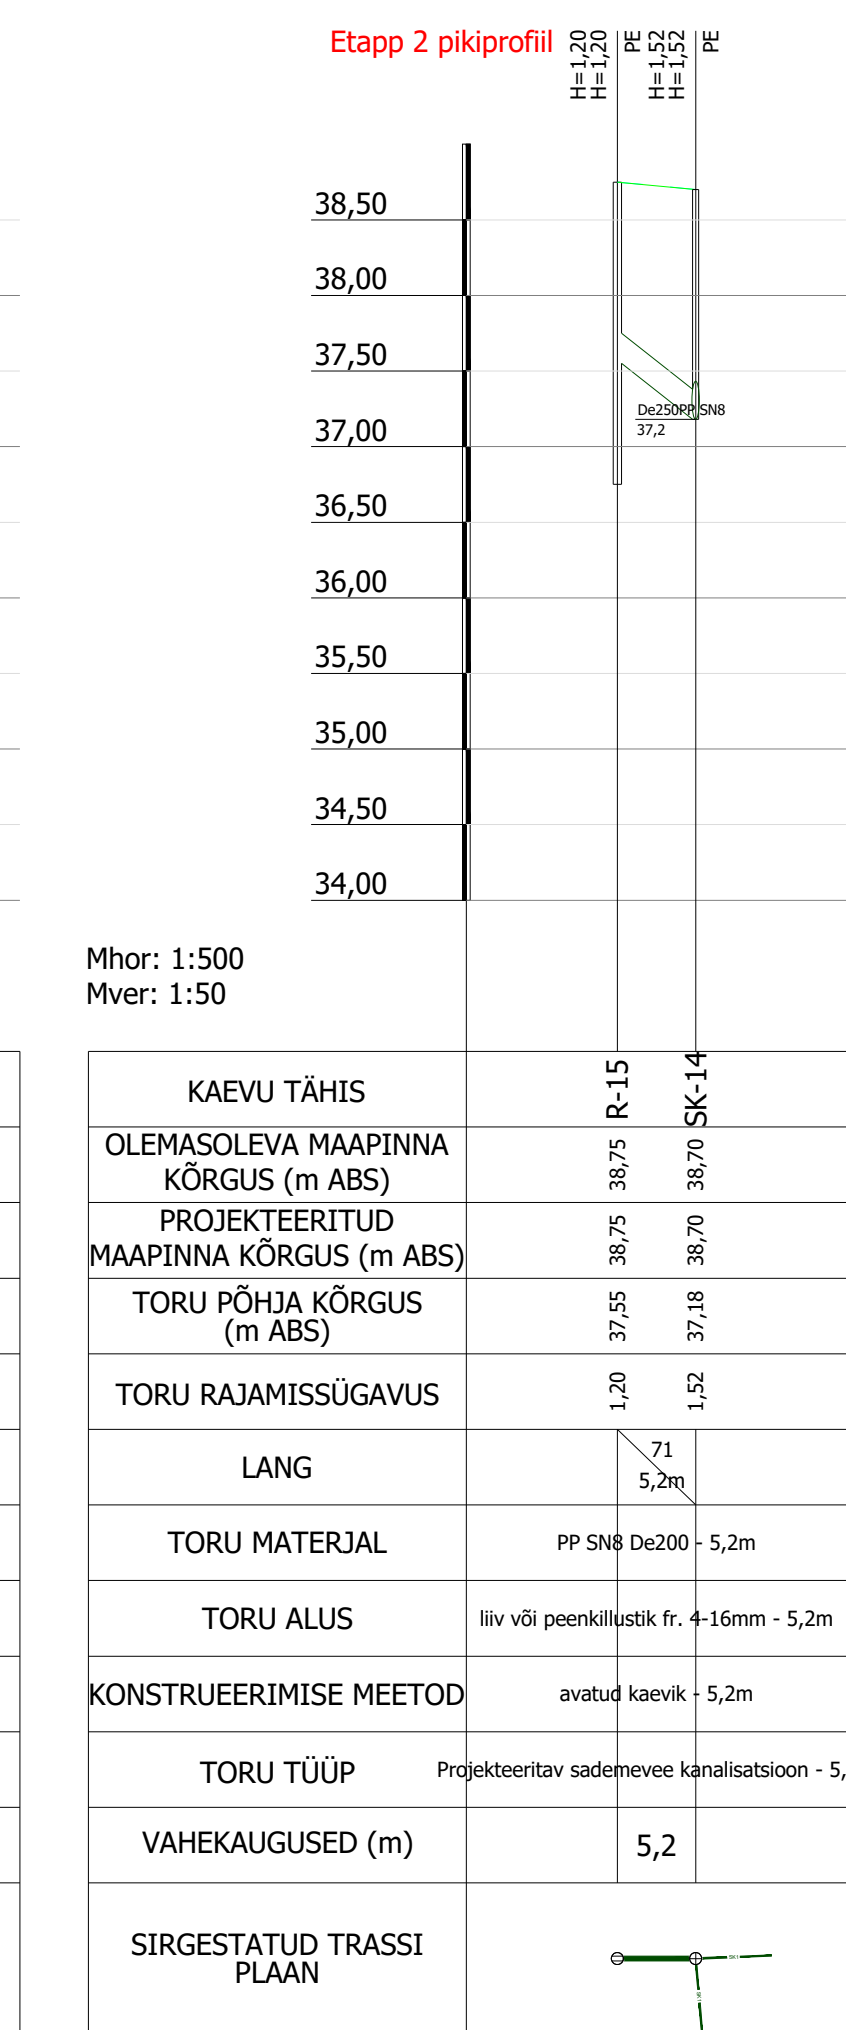 Etapp 2 pikiprofiil
H=1,20
H=1,20
PE
H=1,52
H=1,52
PE
38,50
38,00
37,50
37,00
36,50
36,00
35,50
35,00
34,50
34,00
De250PP SN8
37,2
Mhor: 1:500
Mver: 1:50
KAEVU TÄHIS
R-15
SK-14
OLEMASOLEVA MAAPINNA
KÕRGUS (m ABS)
38,75
38,70
PROJEKTEERITUD
MAAPINNA KÕRGUS (m ABS)
38,75
38,70
TORU PÕHJA KÕRGUS
(m ABS)
37,55
37,18
TORU RAJAMISSÜGAVUS
1,20
1,52
LANG
71
5,2m
TORU MATERJAL
PP SN8 De200 - 5,2m
TORU ALUS
liiv või peenkillustik fr. 4-16mm - 5,2m
KONSTRUEERIMISE MEETOD
avatud kaevik - 5,2m
TORU TÜÜP
Projekteeritav sademevee kanalisatsioon - 5,
VAHEKAUGUSED (m)
5,2
SIRGESTATUD TRASSI
PLAAN
SK1
SK1